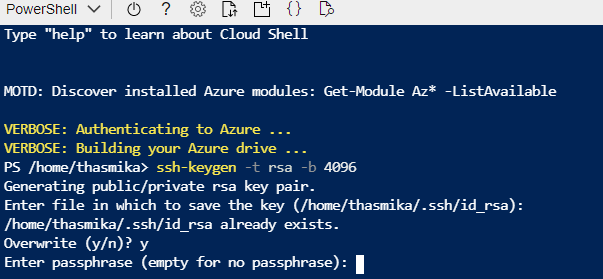 PowerShell
Type "help" to learn about Cloud Shell
MOTD: Discover installed Azure modules: Get-Module Az* -ListAvailable
VERBOSE: Authenticating to Azure ...
VERBOSE: Building your Azure drive ...
PS /home/thasmika> ssh-keygen -t rsa -b 4096
Generating public/private rsa key pair.
Enter file in which to save the key (/home/thasmika/.ssh/id_rsa):
/home/thasmika/.ssh/id_rsa already exists.
Overwrite (y/n)? y
Enter passphrase (empty for no passphrase):